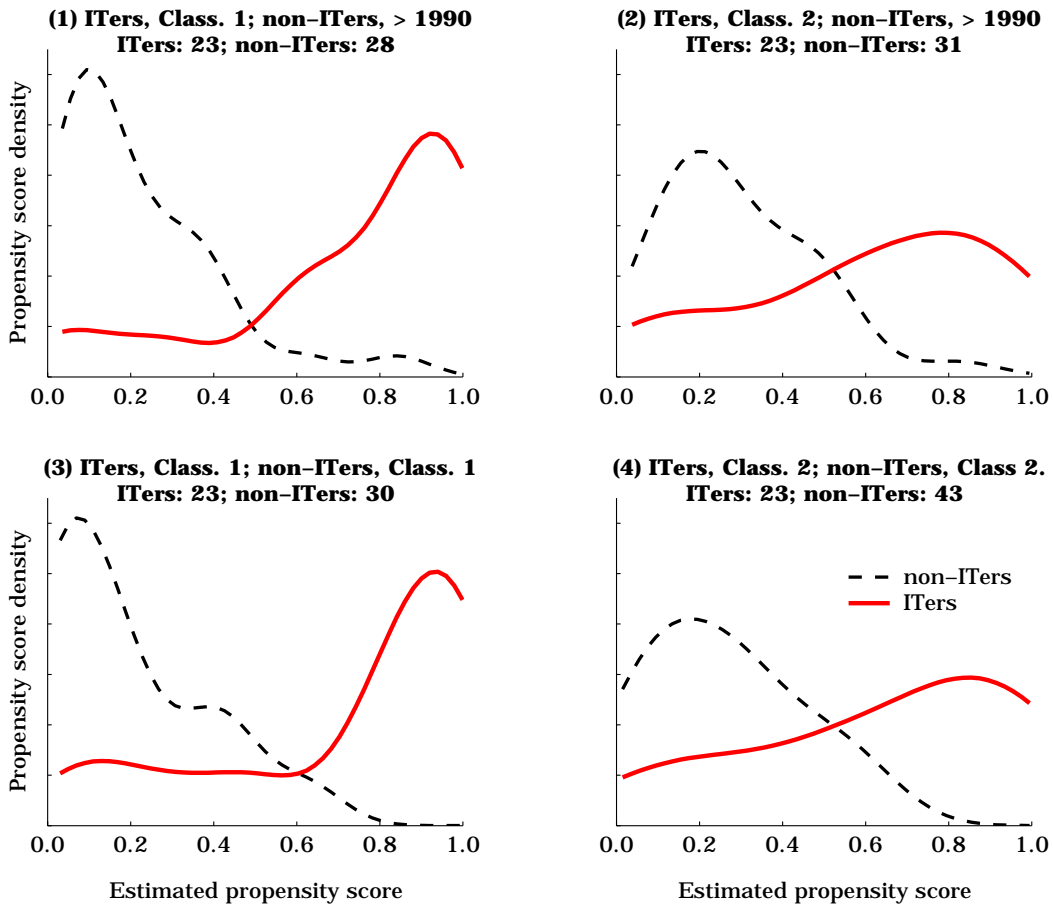 (1) ITers, Class. 1; non−ITers, > 1990
ITers: 23; non−ITers: 28
Propensity score density
0.0 0.2 0.4 0.6 0.8 1.0
(2) ITers, Class. 2; non−ITers, > 1990
ITers: 23; non−ITers: 31
0.0 0.2 0.4 0.6 0.8 1.0
(3) ITers, Class. 1; non−ITers, Class. 1
ITers: 23; non−ITers: 30
Propensity score density
0.0 0.2 0.4 0.6 0.8 1.0
Estimated propensity score
(4) ITers, Class. 2; non−ITers, Class 2.
ITers: 23; non−ITers: 43
non−ITers
ITers
0.0 0.2 0.4 0.6 0.8 1.0
Estimated propensity score